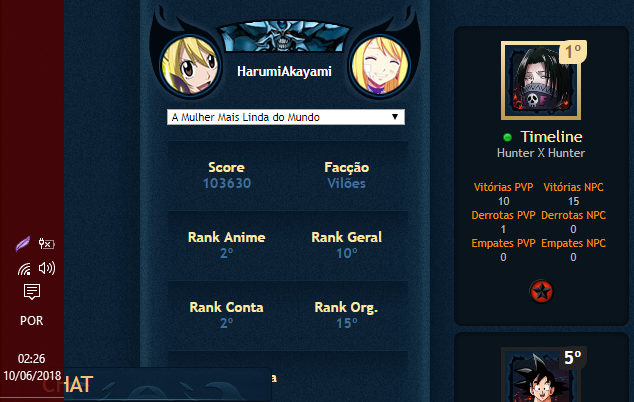 HarumiAkayami
A Mulher Mais Linda do Mundo
Score Facção
103630 Vilões
Rank Anime Rank Geral
2º 10º
Rank Conta Rank Org.
2º 15º
1º
Timeline
Hunter X Hunter
Vitórias PVP Vitórias NPC
10 15
Derrotas PVP Derrotas NPC
1 0
Empates PVP Empates NPC
0 0
5º
POR
02:26
10/06/2018
CHAT